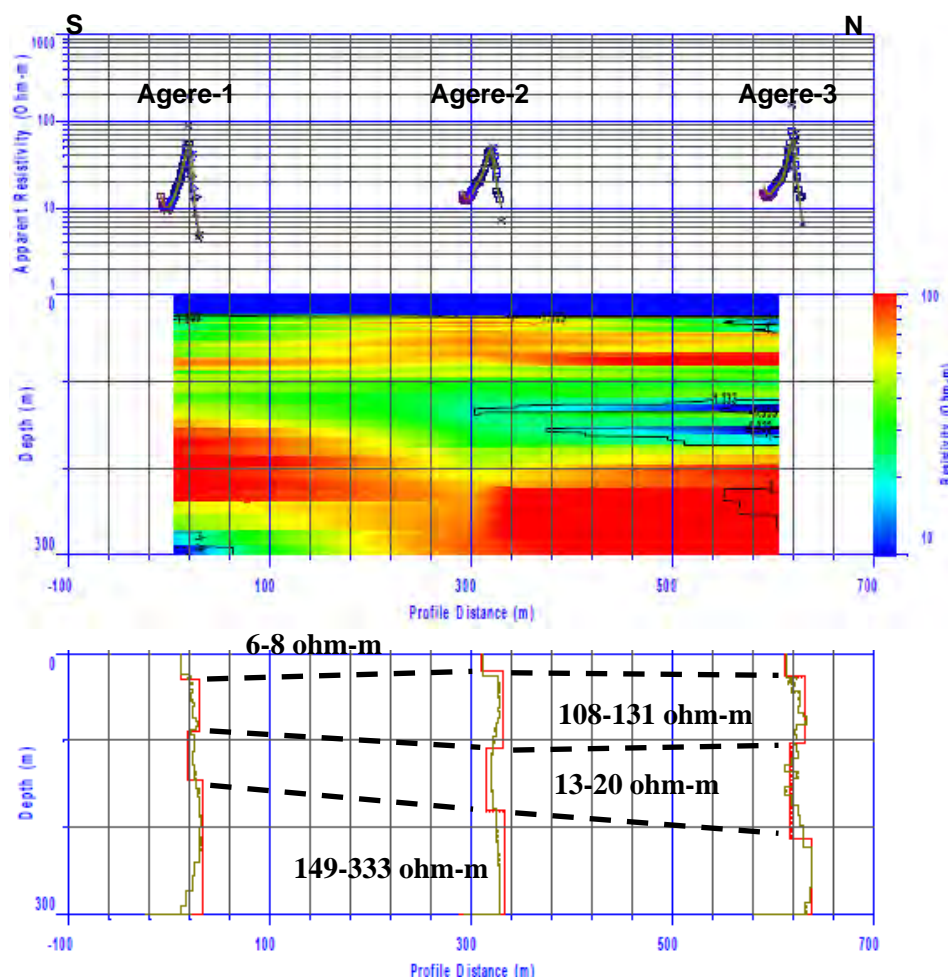 S N
1000
Agere-1 Agere-2 Agere-3
100
10
1
Apparent Resistivity (Ohm-m)
0
300
Depth (m)
-100 100 300 500 700
Profile Distance (m)
100
10
Resistivity (Ohm-m)
6-8 ohm-m
0
108-131 ohm-m
13-20 ohm-m
149-333 ohm-m
300
Depth (m)
-100 100 300 500 700
Profile Distance (m)